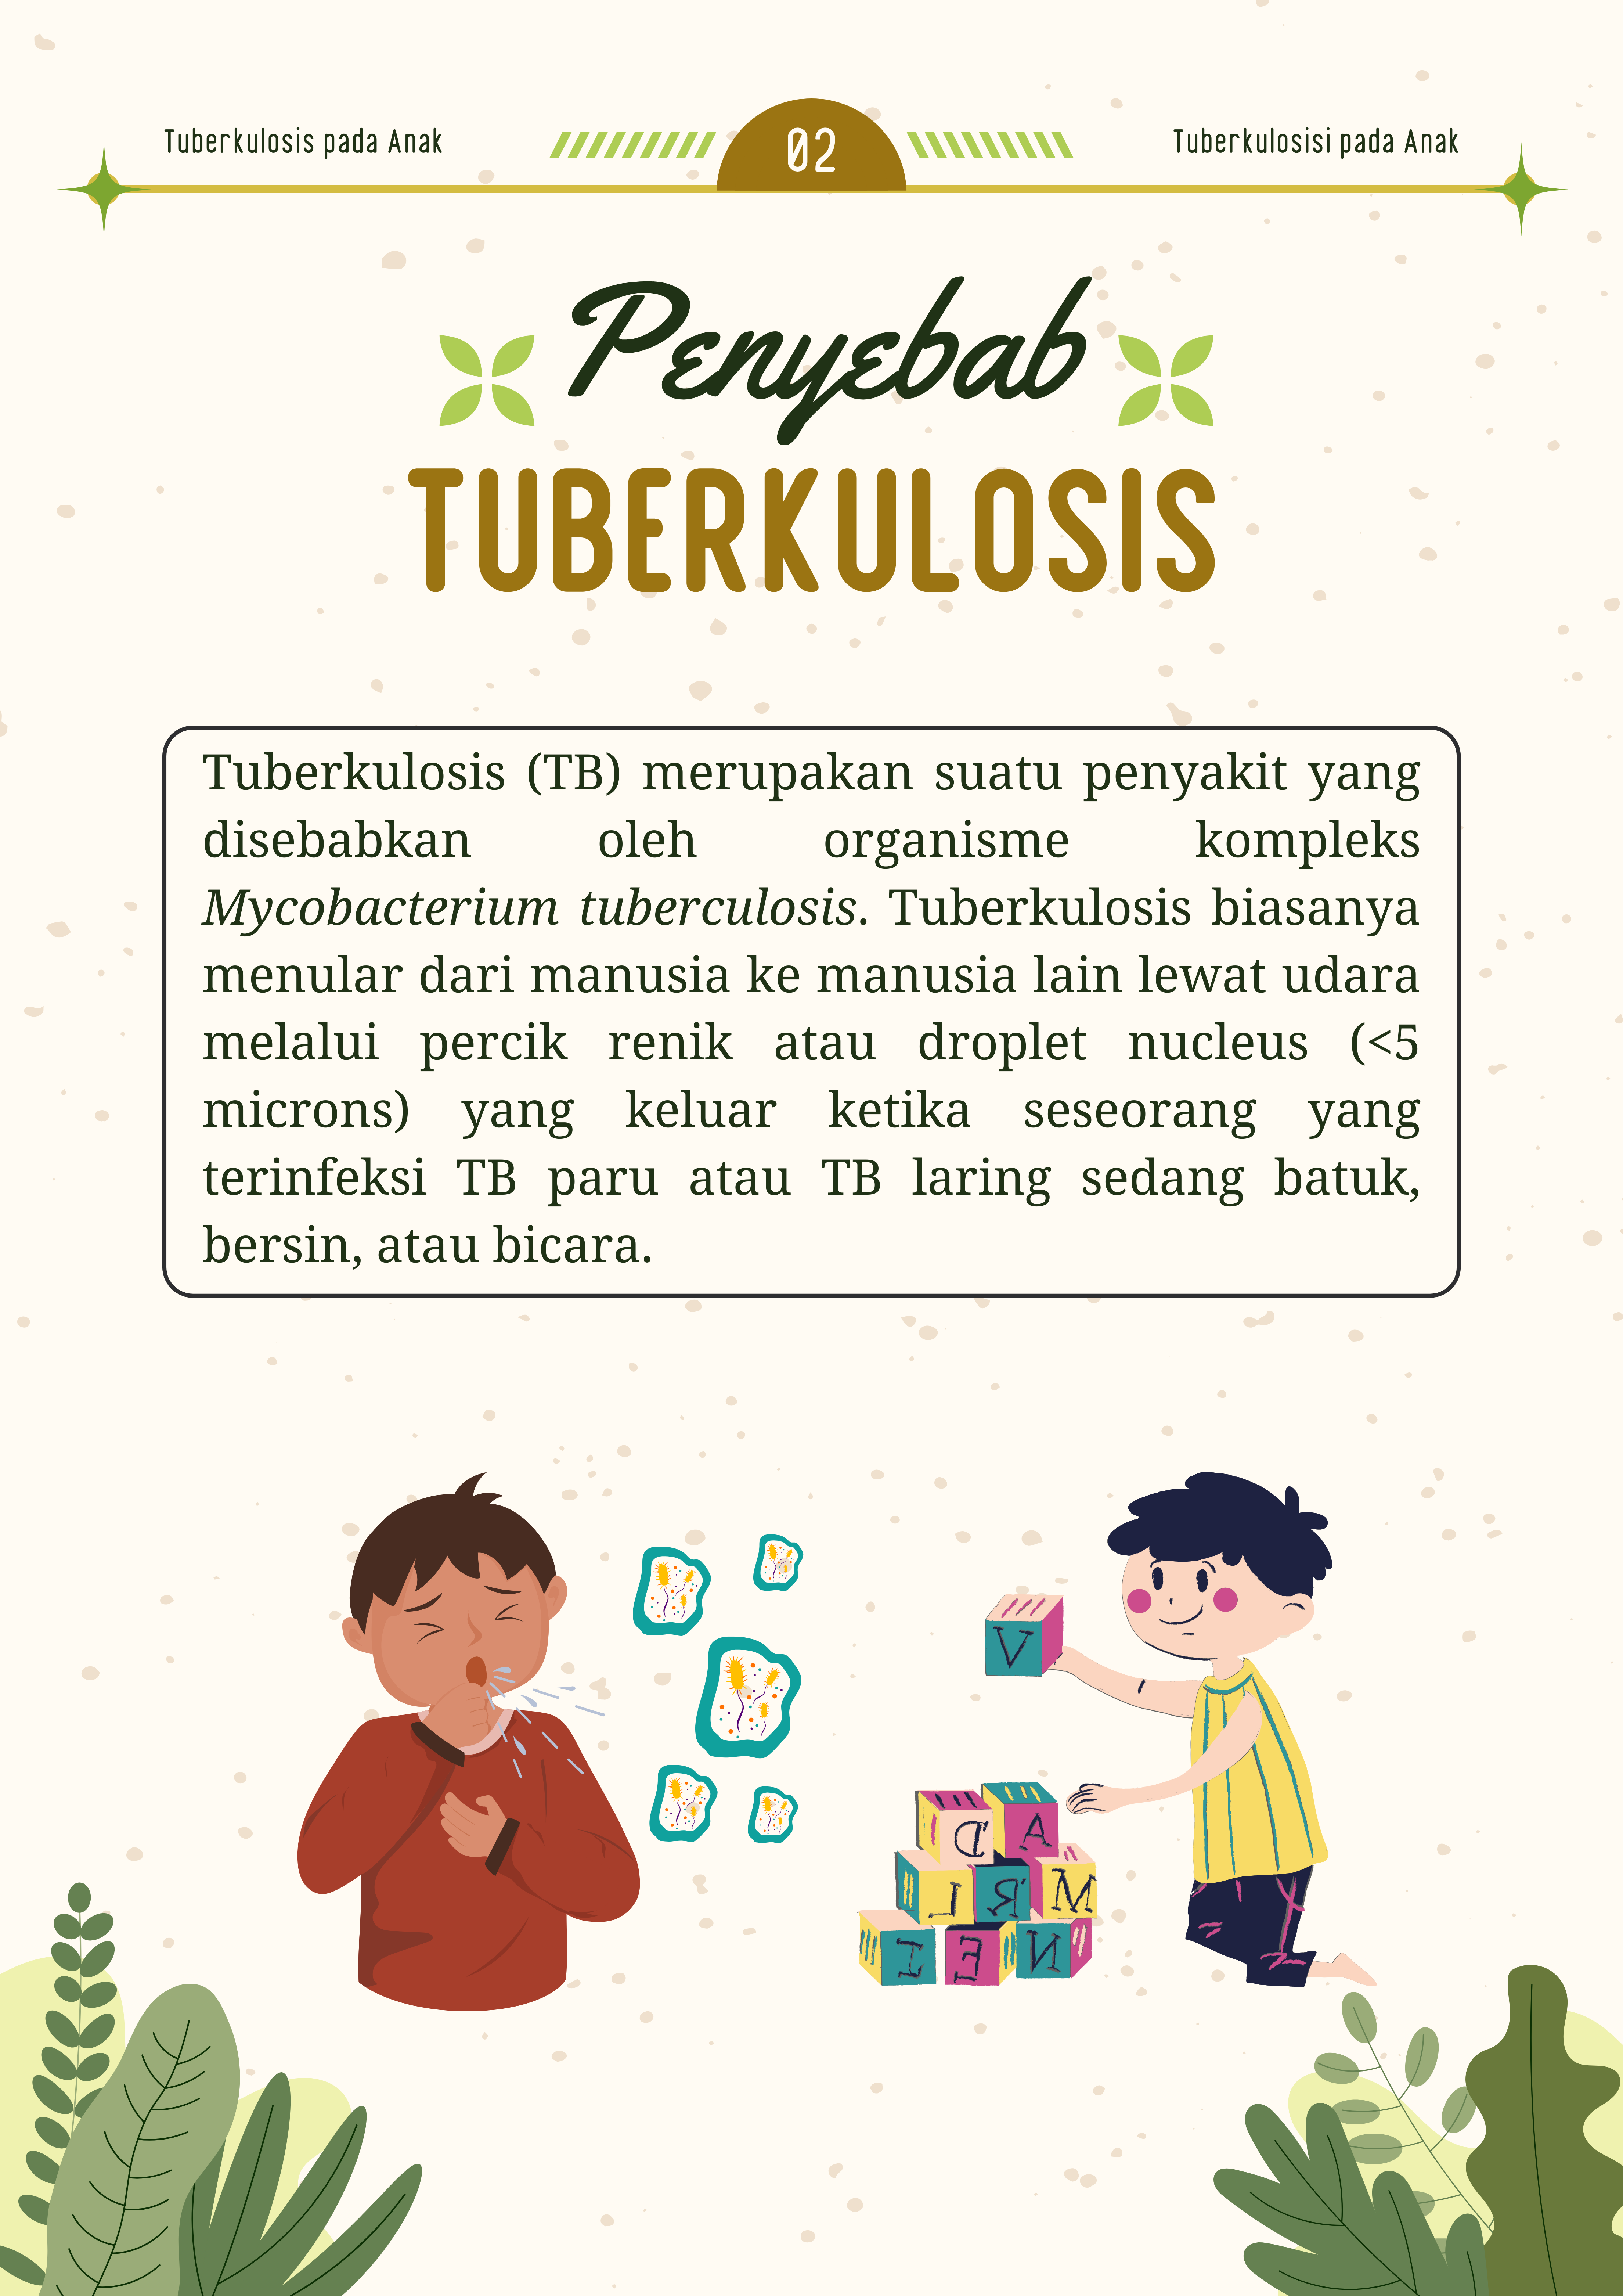 Tuberkulosis pada Anak
02
Tuberkulosisi pada Anak
Penyebab
TUBERKULOSIS
Tuberkulosis (TB) merupakan suatu penyakit yang
disebabkan oleh organisme kompleks
Mycobacterium tuberculosis. Tuberkulosis biasanya
menular dari manusia ke manusia lain lewat udara
melalui percik renik atau droplet nucleus (<5
microns) yang keluar ketika seseorang yang
terinfeksi TB paru atau TB laring sedang batuk,
bersin, atau bicara.
V
D A
L R M
I E N